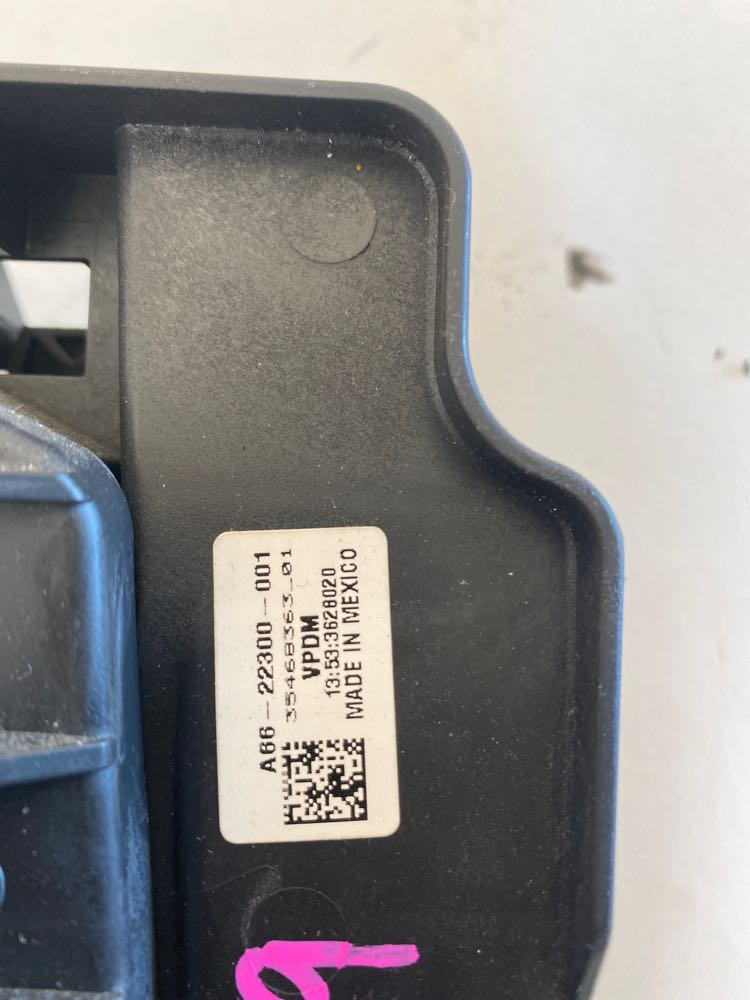 A66-22300-001
35468363_01
VPDM
13:53:3628020
MADE IN MEXICO